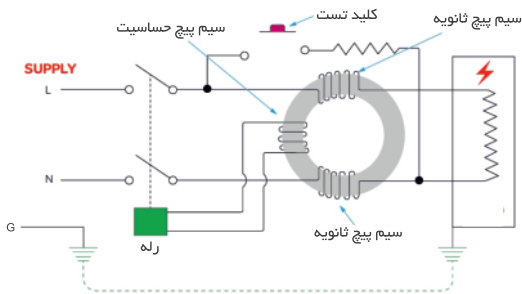 کلید تست
سیم پیچ ثانویه
سیم پیچ حساسیت
SUPPLY
L
N
G
رله
سیم پیچ ثانویه